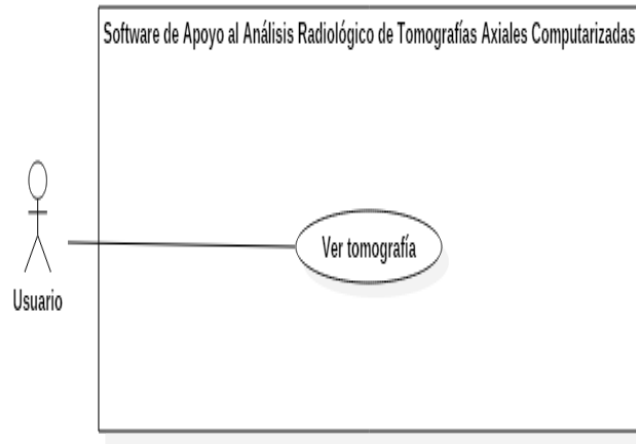 Software de Apoyo al Análisis Radiológico de Tomografías Axiales Computarizadas
Ver tomografía
Usuario